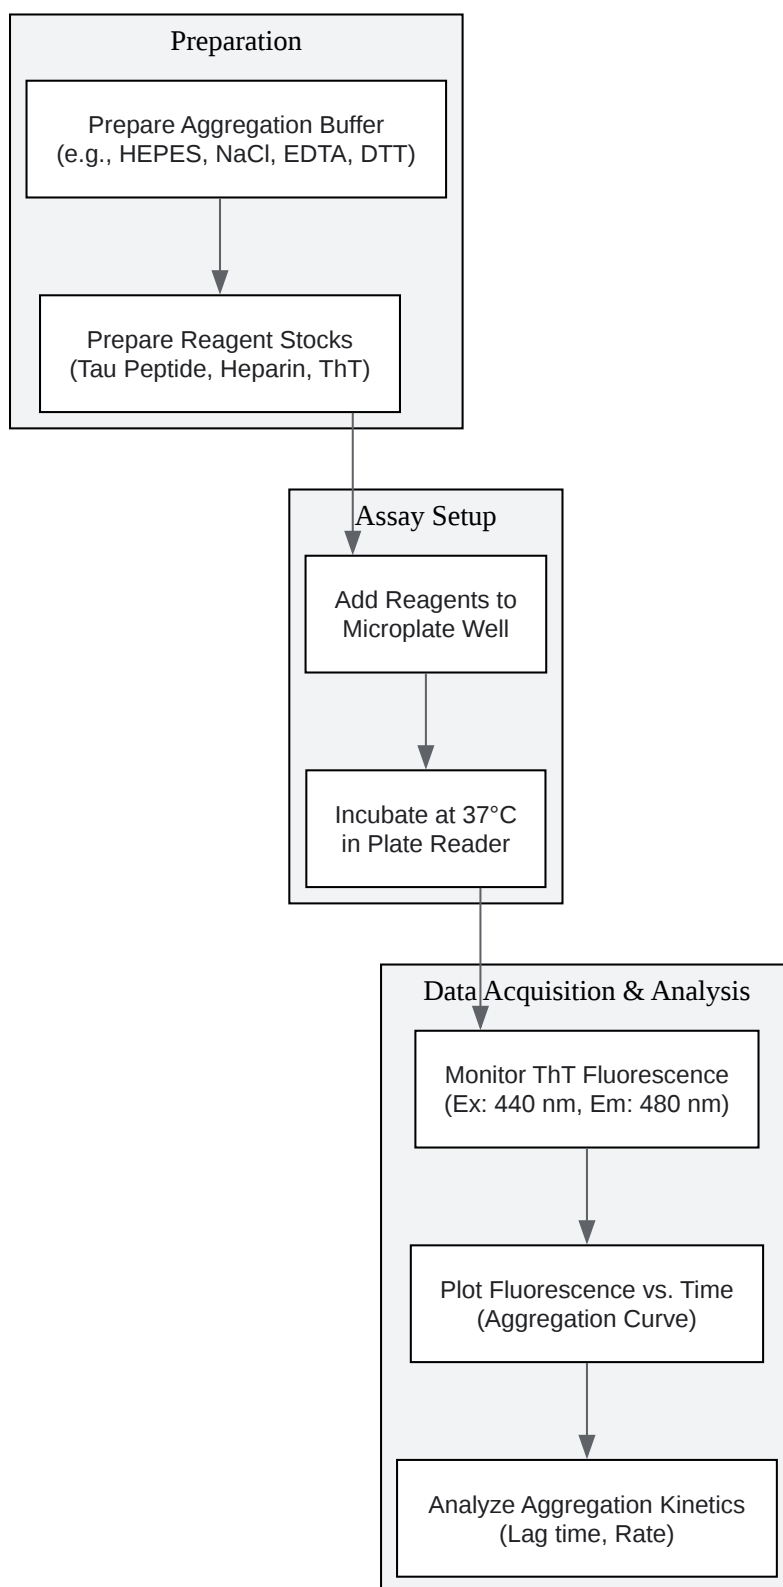 Preparation
Prepare Aggregation Buffer
(e.g., HEPES, NaCl, EDTA, DTT)
Prepare Reagent Stocks
(Tau Peptide, Heparin, ThT)
Assay Setup
Add Reagents to
Microplate Well
Incubate at 37°C
in Plate Reader
Data Acquisition & Analysis
Monitor ThT Fluorescence
(Ex: 440 nm, Em: 480 nm)
Plot Fluorescence vs. Time
(Aggregation Curve)
Analyze Aggregation Kinetics
(Lag time, Rate)